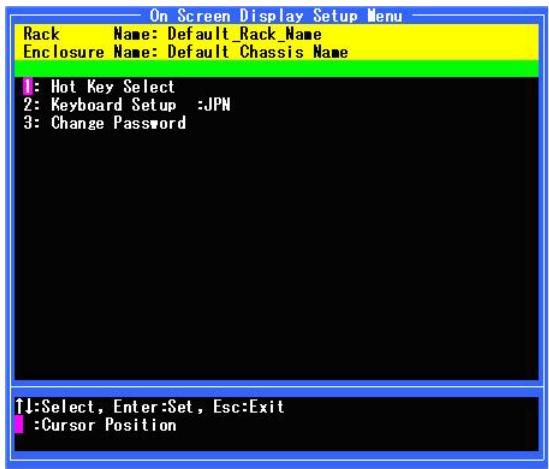 On Screen Display Setup Menu
Rack Name: Default_Rack_Name
Enclosure Name: Default Chassis Name
1: Hot Key Select
2: Keyboard Setup :JPN
3: Change Password
↑↓:Select, Enter:Set, Esc:Exit
:Cursor Position